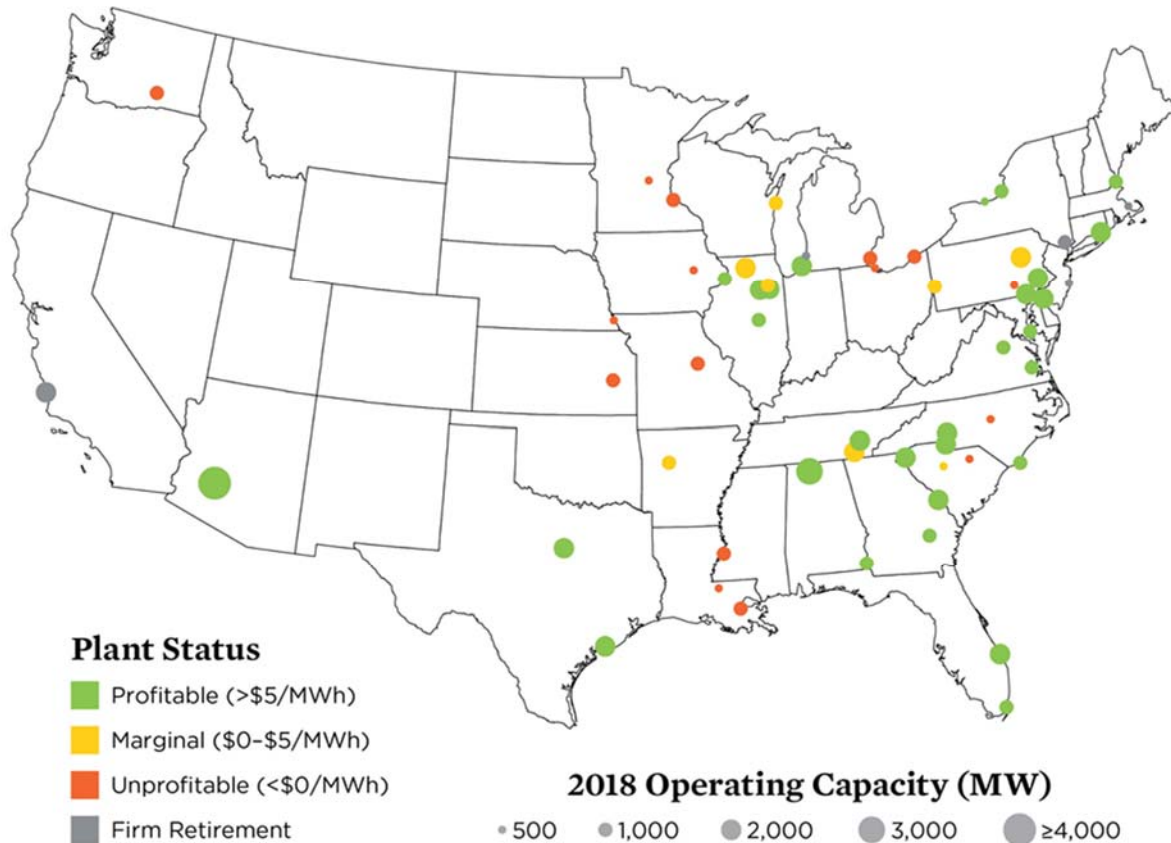 Plant Status
Profitable (>$5/MWh)
Marginal ($0–$5/MWh)
Unprofitable (<$0/MWh)
Firm Retirement
2018 Operating Capacity (MW)
500 1,000 2,000 3,000 ≥4,000